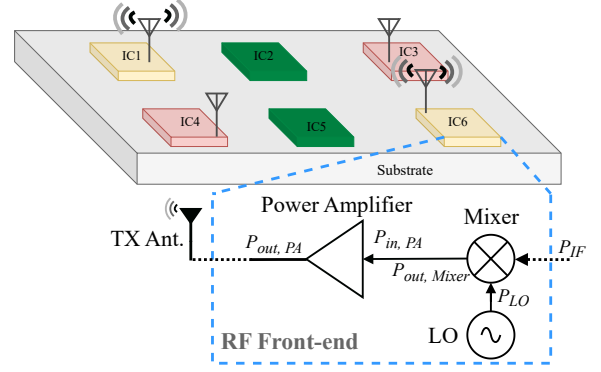 IC1
IC2
IC3
IC4
IC5
IC6
Substrate
Power Amplifier
Mixer
TX Ant.
P_out, PA
P_in, PA
P_out, Mixer
P_IF
P_LO
LO
RF Front-end